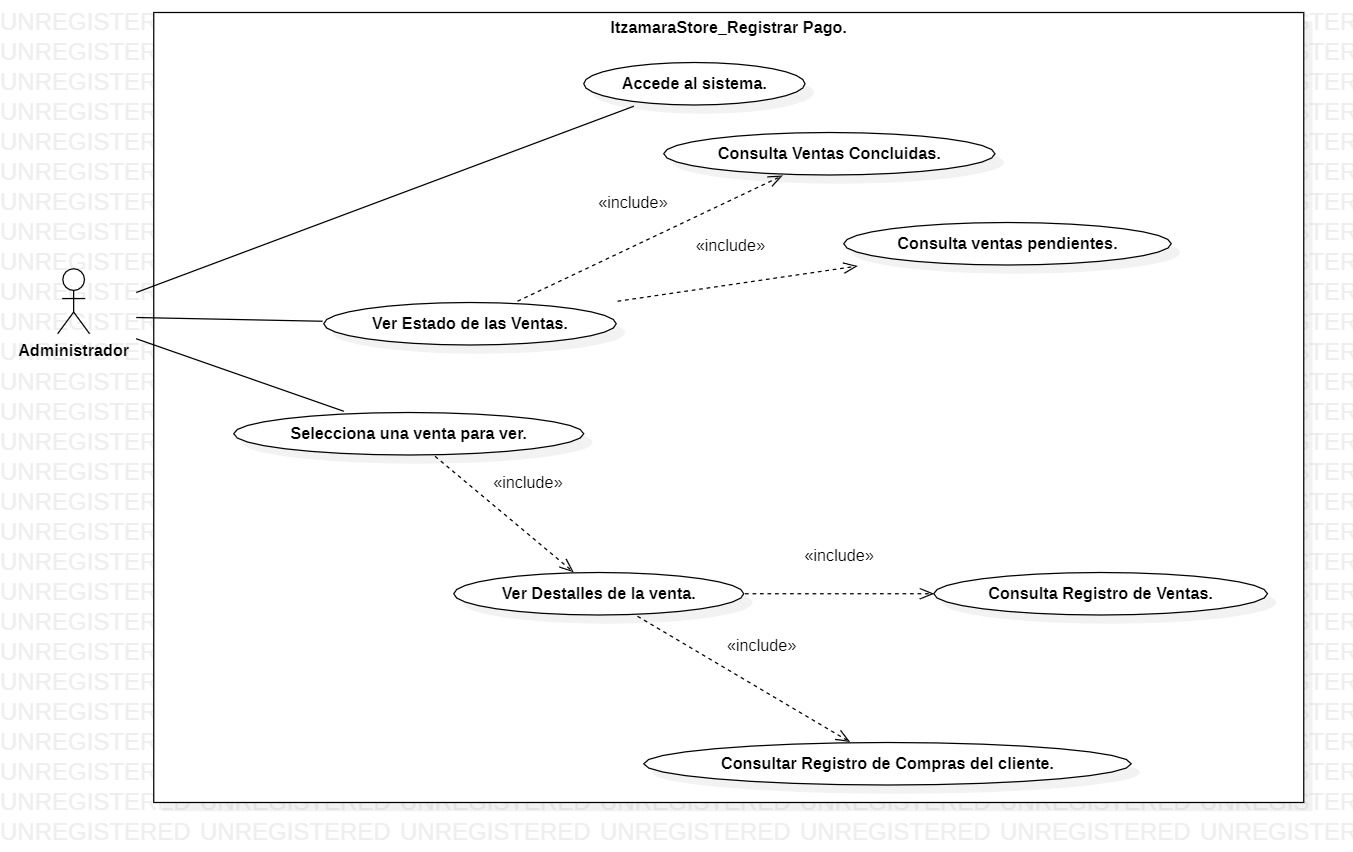 ItzamaraStore_Registrar Pago.
Accede al sistema.
Consulta Ventas Concluidas.
«include»
«include»
Consulta ventas pendientes.
Ver Estado de las Ventas.
Administrador
Selecciona una venta para ver.
«include»
«include»
Ver Destalles de la venta.
Consulta Registro de Ventas.
«include»
Consultar Registro de Compras del cliente.
UNREGISTERED UNREGISTERED UNREGISTERED UNREGISTERED UNREGISTERED UNREGISTERED UNREGISTERED